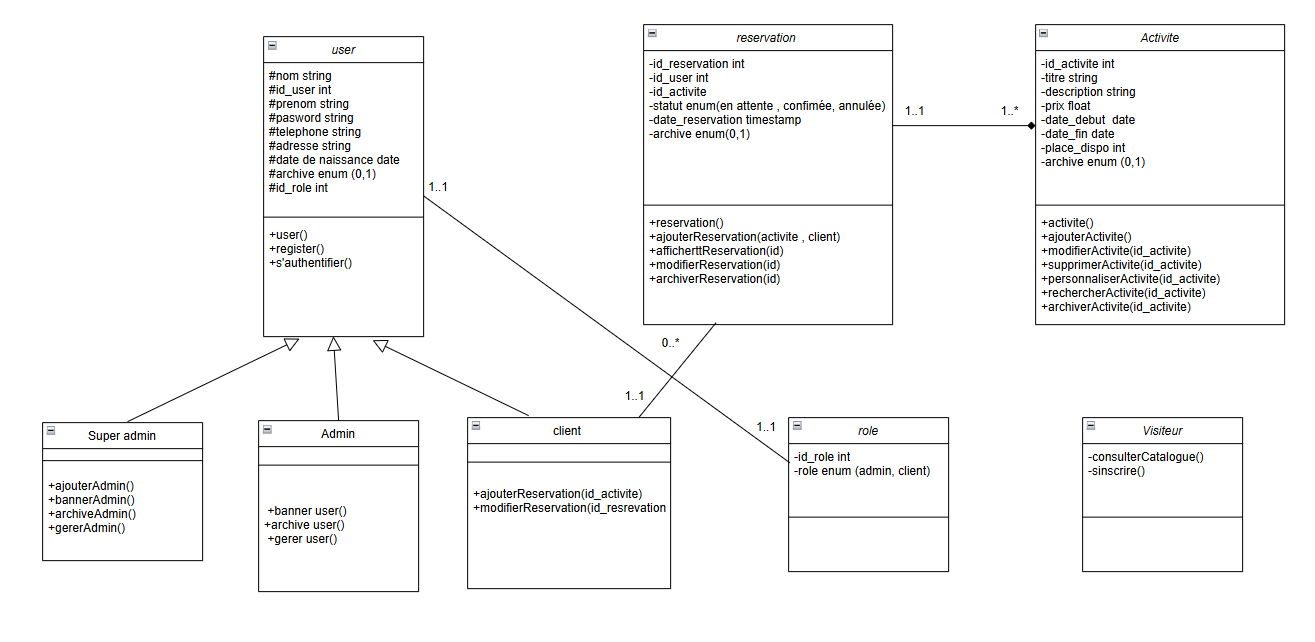 user
#nom string
#id_user int
#prenom string
#pasword string
#telephone string
#adresse string
#date de naissance date
#archive enum (0,1)
#id_role int
+user()
+register()
+s'authentifier()
reservation
-id_reservation int
-id_user int
-id_activite
-statut enum(en attente , confimée, annulée)
-date_reservation timestamp
-archive enum(0,1)
+reservation()
+ajouterReservation(activite , client)
+afficherttReservation(id)
+modifierReservation(id)
+archiverReservation(id)
1..1
1..*
Activite
-id_activite int
-titre string
-description string
-prix float
-date_debut  date
-date_fin date
-place_dispo int
-archive enum (0,1)
+activite()
+ajouterActivite()
+modifierActivite(id_activite)
+supprimerActivite(id_activite)
+personnaliserActivite(id_activite)
+rechercherActivite(id_activite)
+archiverActivite(id_activite)
1..1
0..*
1..1
1..1
Super admin
+ajouterAdmin()
+bannerAdmin()
+archiveAdmin()
+gererAdmin()
Admin
+banner user()
+archive user()
+gerer user()
client
+ajouterReservation(id_activite)
+modifierReservation(id_resrevation
role
-id_role int
-role enum (admin, client)
Visiteur
-consulterCatalogue()
-sinscrire()